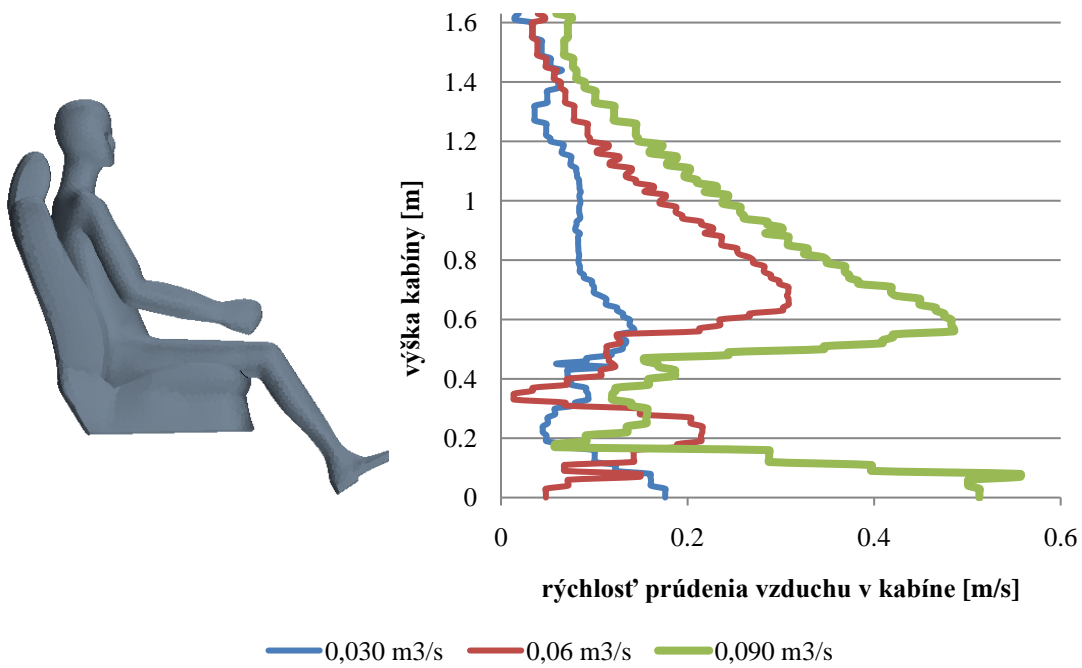 1.6
1.4
1.2
1
0.8
0.6
0.4
0.2
0
výška kabíny [m]
0 0.2 0.4 0.6
rýchlosť prúdenia vzduchu v kabíne [m/s]
0,030 m3/s 0,06 m3/s 0,090 m3/s